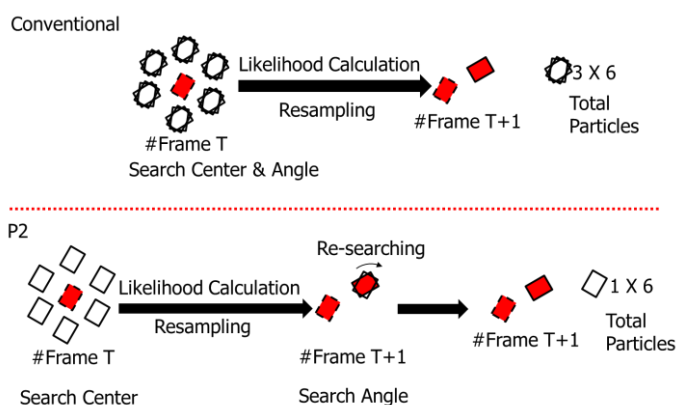 Conventional
Likelihood Calculation
Resampling
3 X 6
Total
Particles
#Frame T
#Frame T+1
Search Center & Angle
P2
Re-searching
Likelihood Calculation
Resampling
1 X 6
Total
Particles
#Frame T
#Frame T+1
#Frame T+1
Search Center
Search Angle